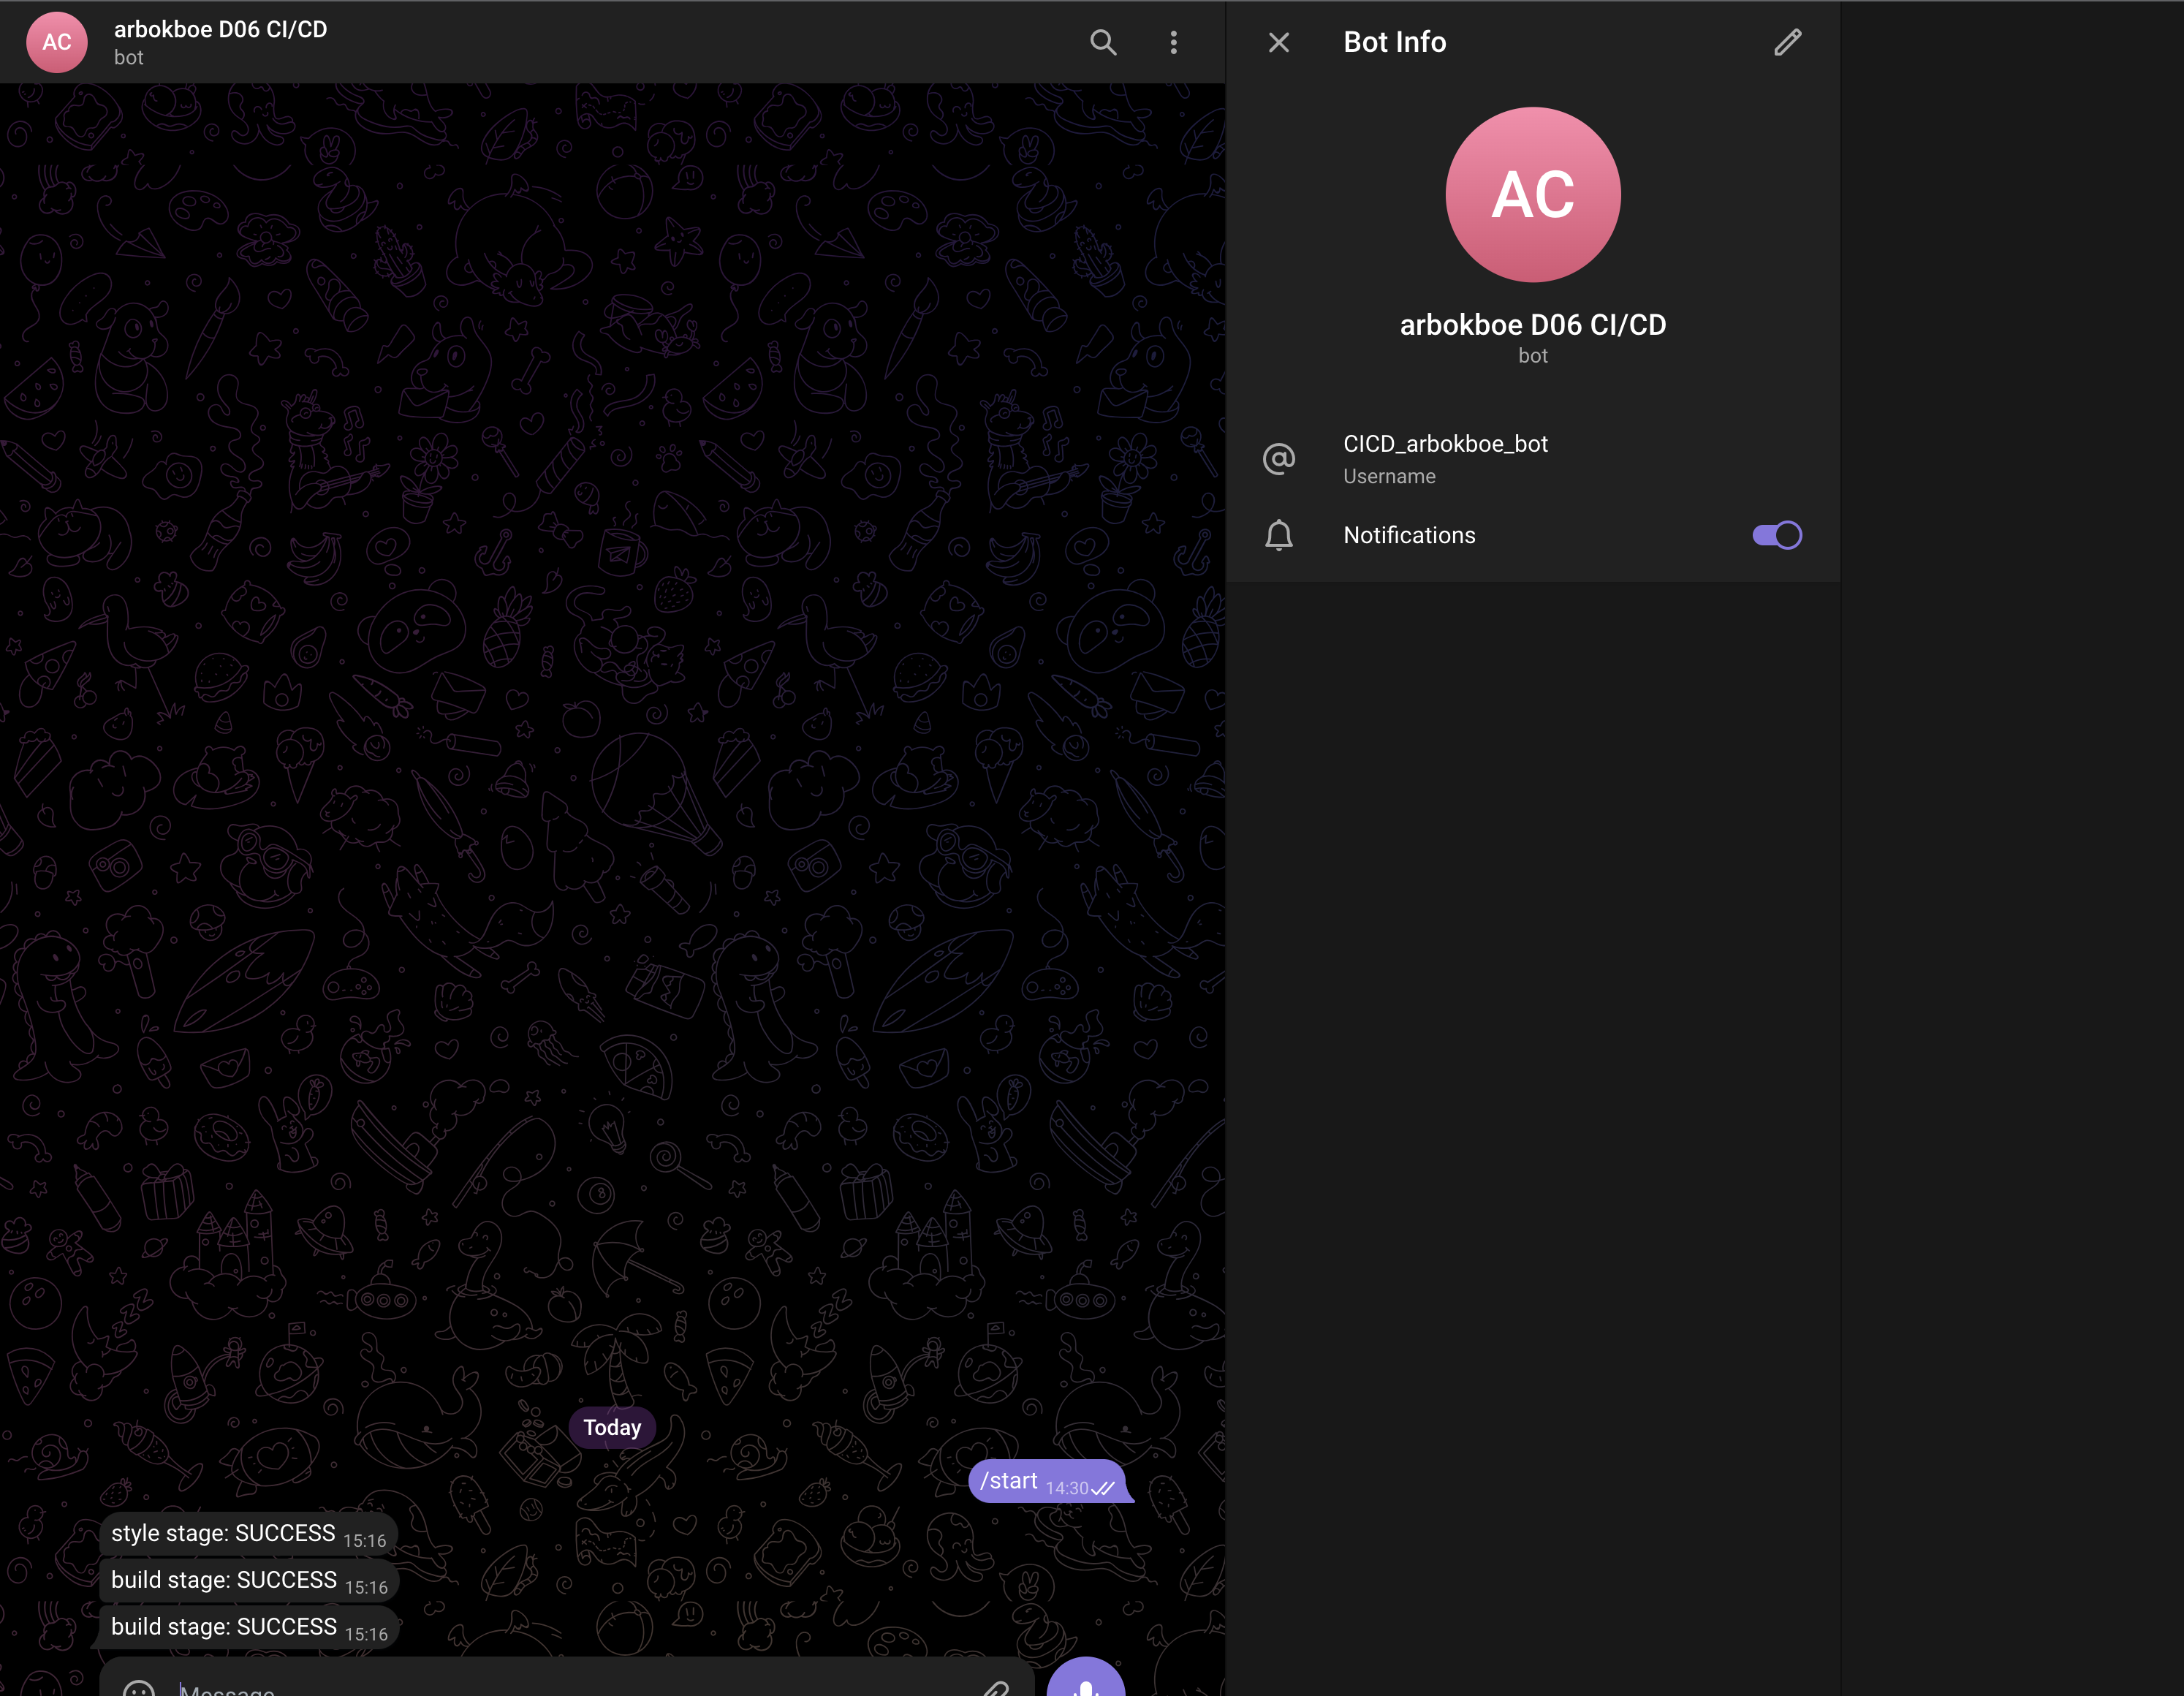 AC
arbokboe D06 CI/CD
bot
Today
/start 14:30
style stage: SUCCESS 15:16
build stage: SUCCESS 15:16
build stage: SUCCESS 15:16
Message
Bot Info
AC
arbokboe D06 CI/CD
bot
CICD_arbokboe_bot
Username
Notifications